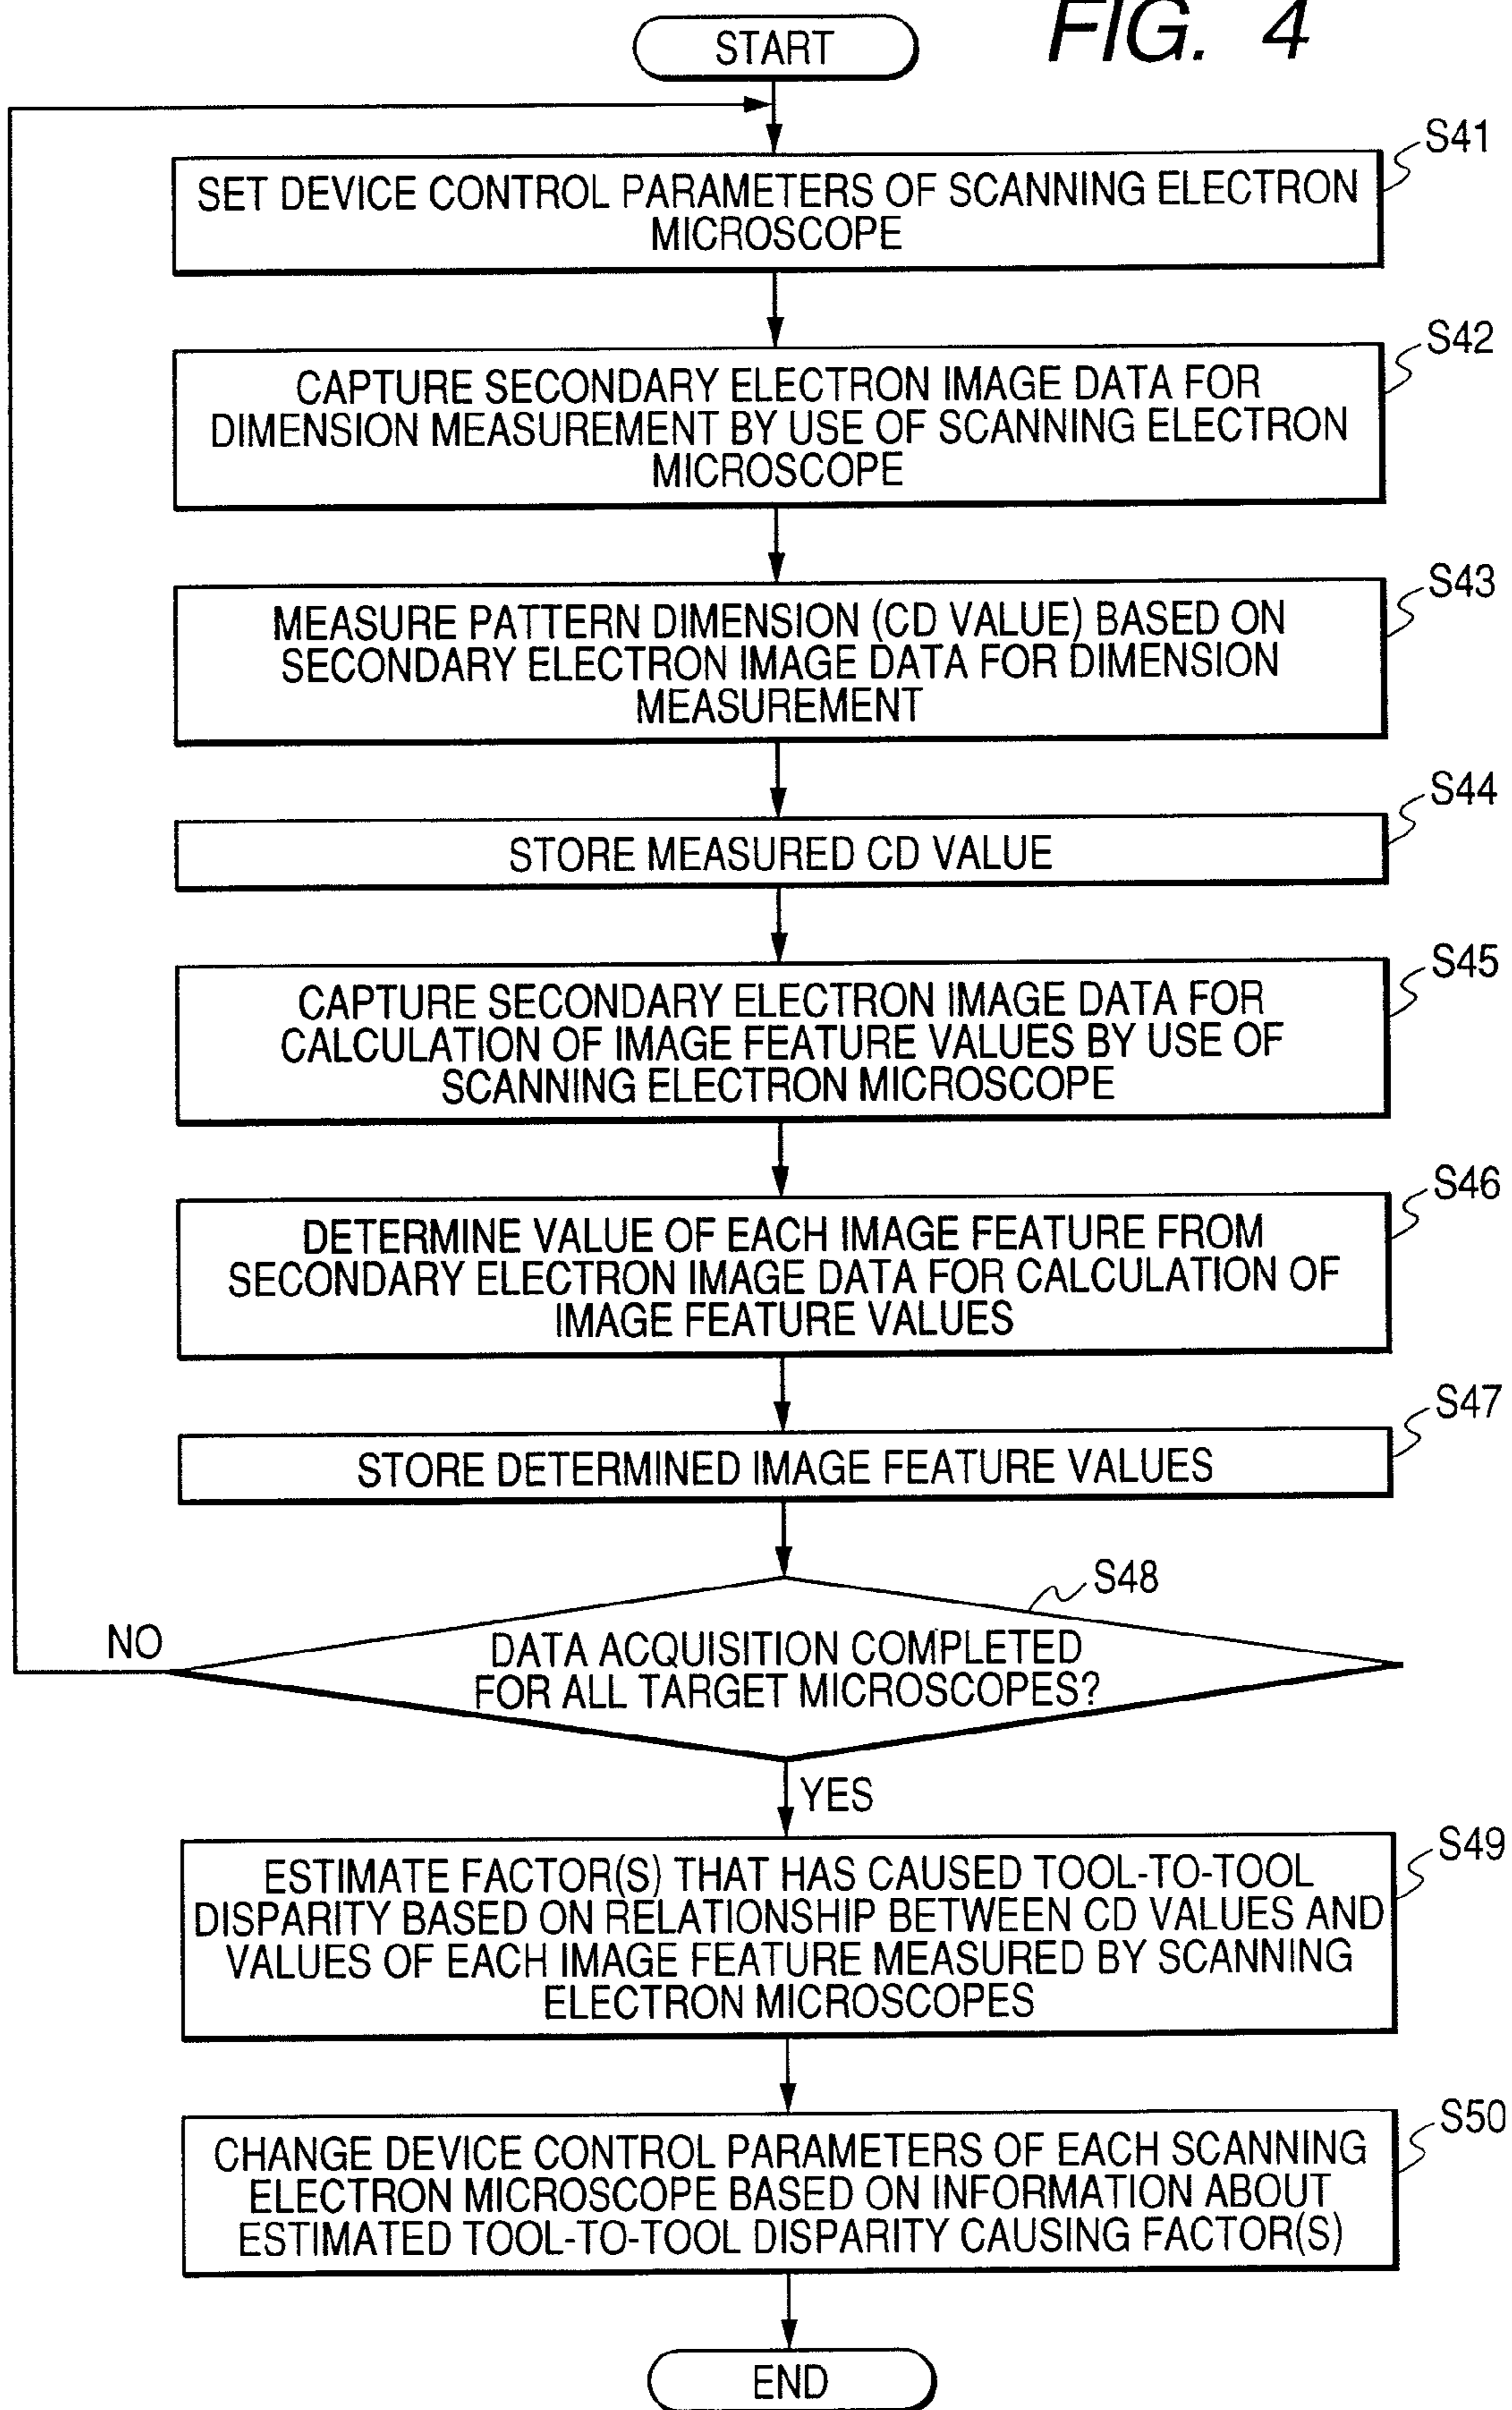 FIG. 4
START
S41
SET DEVICE CONTROL PARAMETERS OF SCANNING ELECTRON
MICROSCOPE
S42
CAPTURE SECONDARY ELECTRON IMAGE DATA FOR
DIMENSION MEASUREMENT BY USE OF SCANNING ELECTRON
MICROSCOPE
S43
MEASURE PATTERN DIMENSION (CD VALUE) BASED ON
SECONDARY ELECTRON IMAGE DATA FOR DIMENSION
MEASUREMENT
S44
STORE MEASURED CD VALUE
S45
CAPTURE SECONDARY ELECTRON IMAGE DATA FOR
CALCULATION OF IMAGE FEATURE VALUES BY USE OF
SCANNING ELECTRON MICROSCOPE
S46
DETERMINE VALUE OF EACH IMAGE FEATURE FROM
SECONDARY ELECTRON IMAGE DATA FOR CALCULATION OF
IMAGE FEATURE VALUES
S47
STORE DETERMINED IMAGE FEATURE VALUES
S48
NO
DATA ACQUISITION COMPLETED
FOR ALL TARGET MICROSCOPES?
YES
S49
ESTIMATE FACTOR(S) THAT HAS CAUSED TOOL-TO-TOOL
DISPARITY BASED ON RELATIONSHIP BETWEEN CD VALUES AND
VALUES OF EACH IMAGE FEATURE MEASURED BY SCANNING
ELECTRON MICROSCOPES
S50
CHANGE DEVICE CONTROL PARAMETERS OF EACH SCANNING
ELECTRON MICROSCOPE BASED ON INFORMATION ABOUT
ESTIMATED TOOL-TO-TOOL DISPARITY CAUSING FACTOR(S)
END